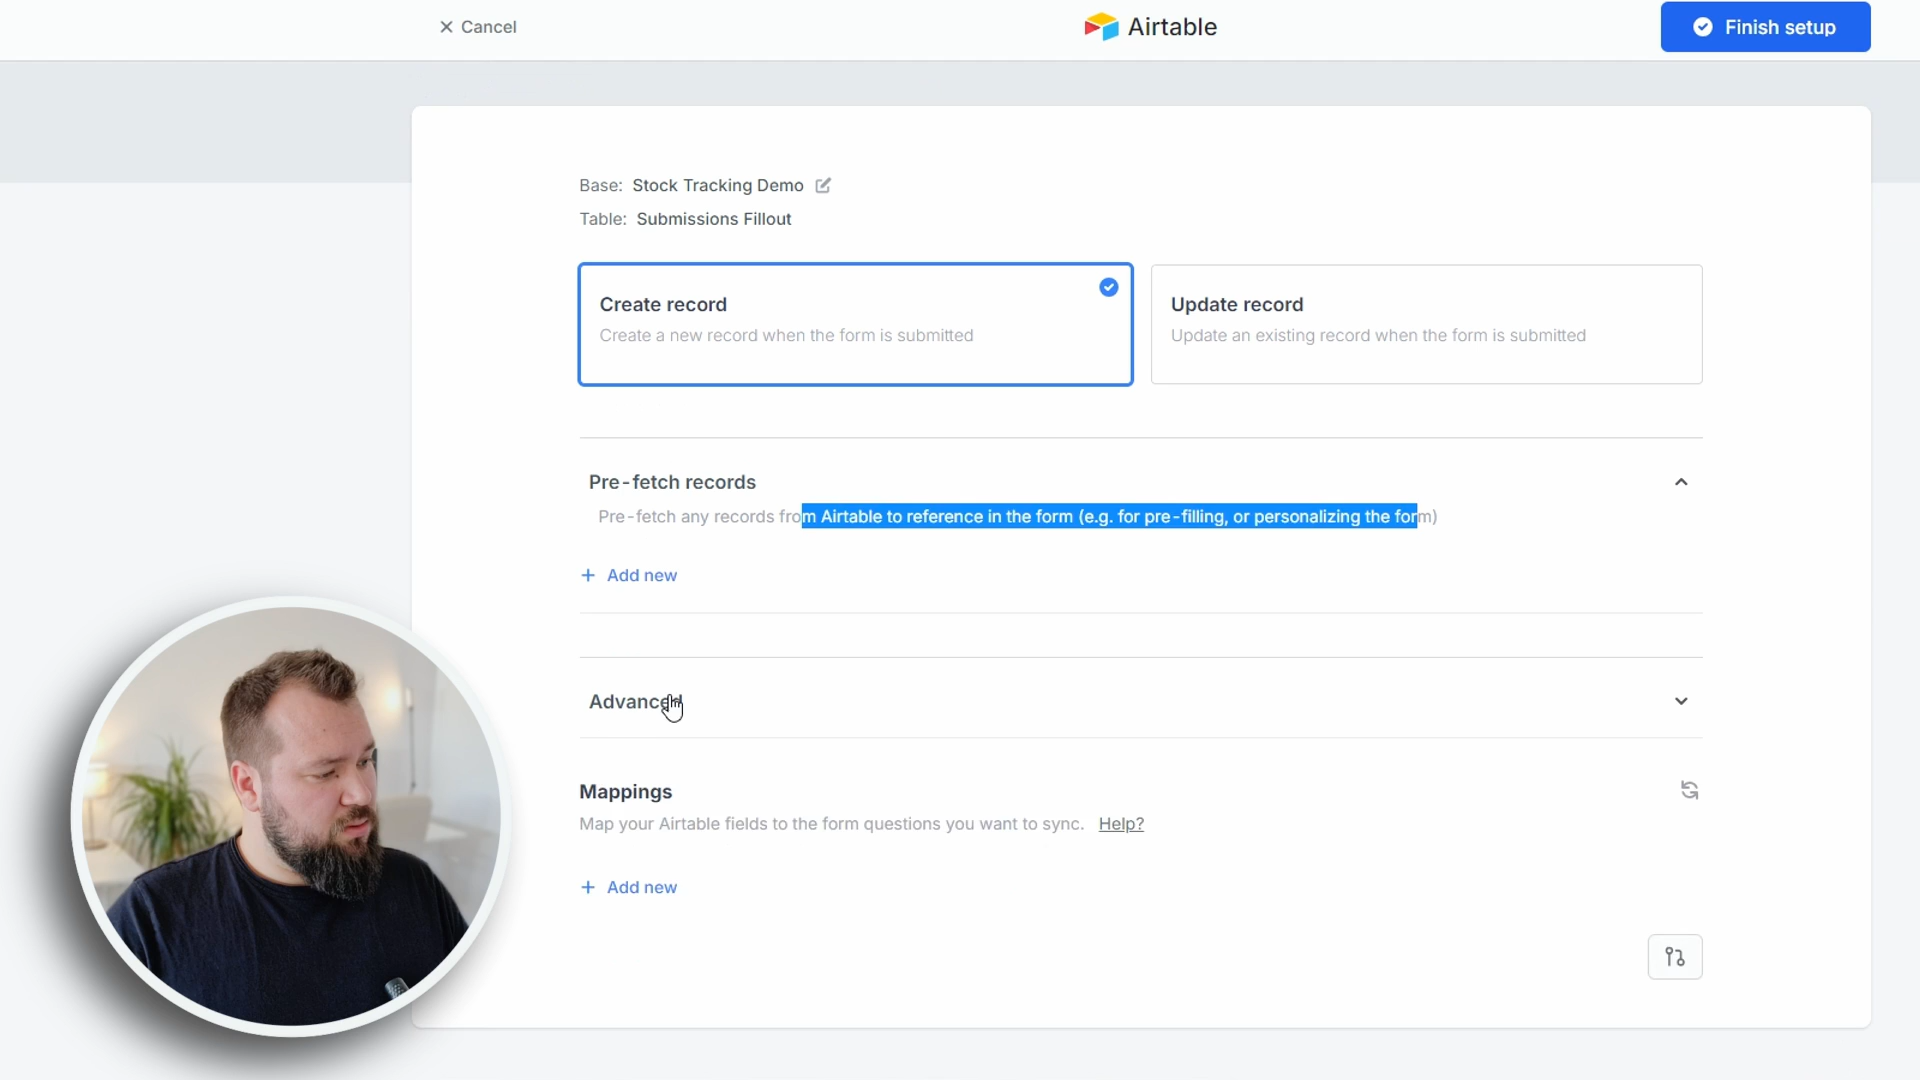 Cancel
Airtable
Finish setup
Base: Stock Tracking Demo
Table: Submissions Fillout
Create record
Create a new record when the form is submitted
Update record
Update an existing record when the form is submitted
Pre-fetch records
Pre-fetch any records from Airtable to reference in the form (e.g. for pre-filling, or personalizing the form)
+ Add new
Advanced
Mappings
Map your Airtable fields to the form questions you want to sync. Help?
+ Add new